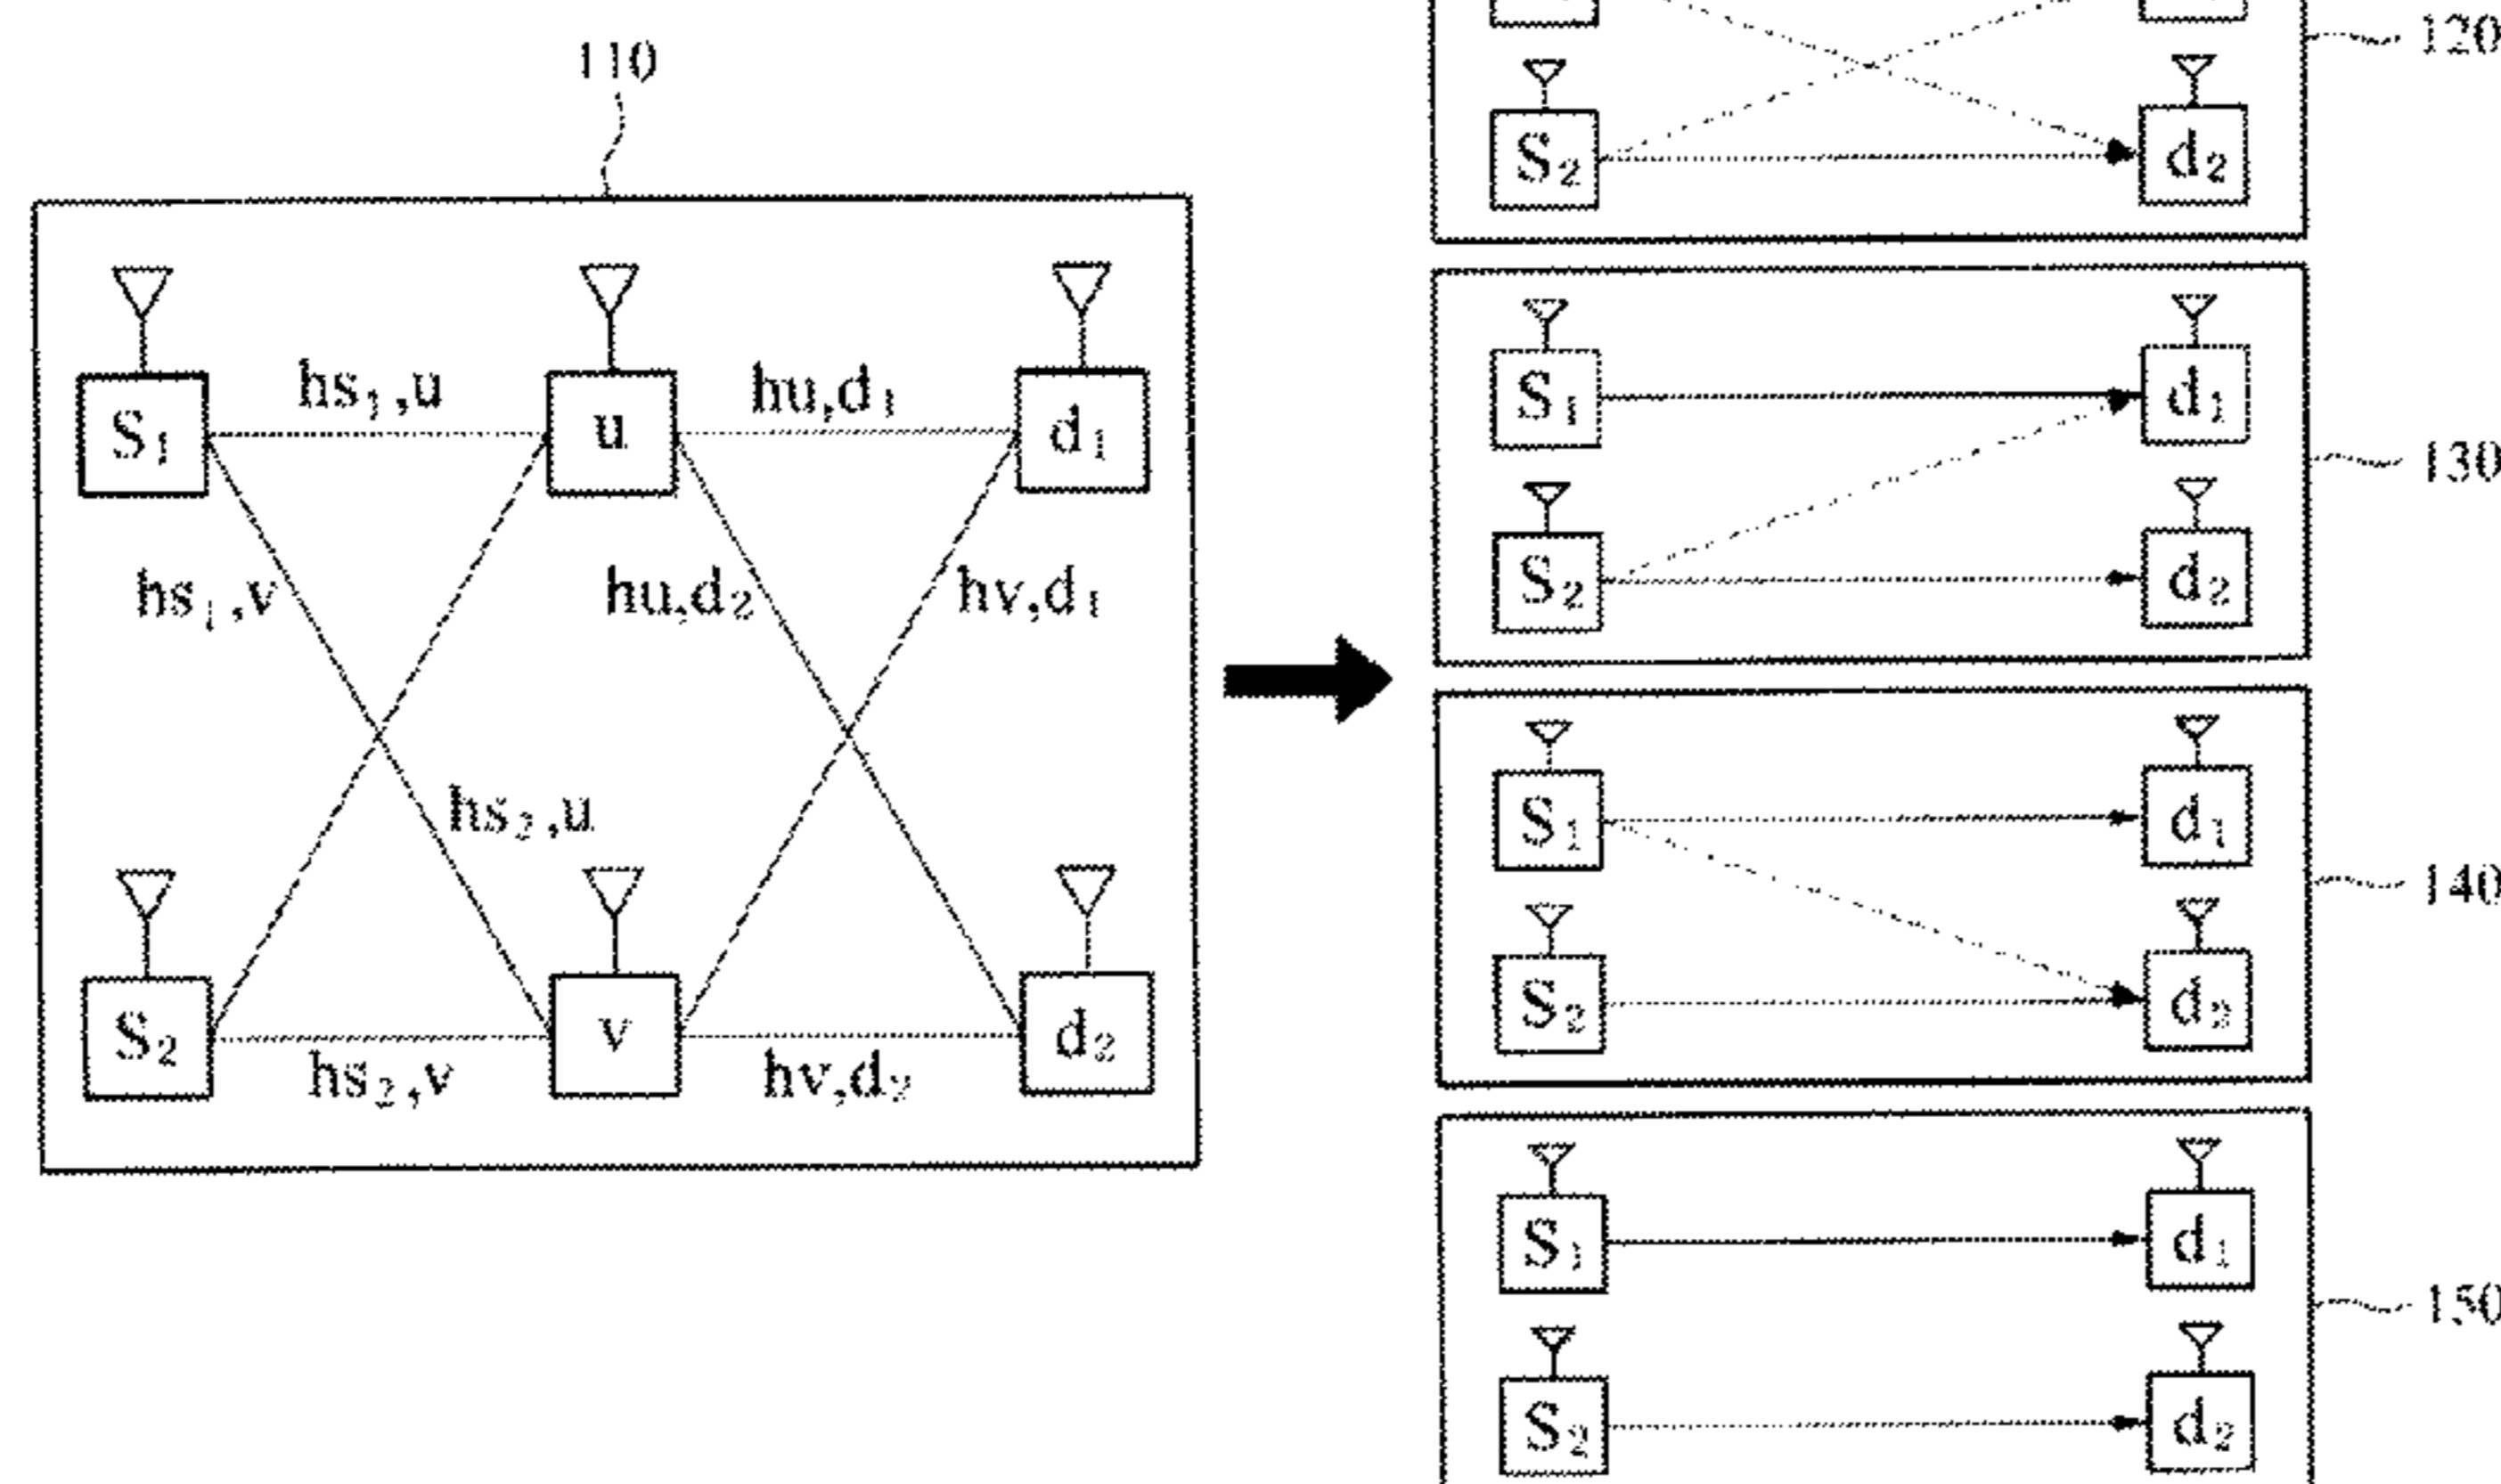 110
S₁
hs₁,u
u
hu,d₁
d₁
hs₁,v
hu,d₂
hv,d₁
hs₂,u
S₂
hs₂,v
v
hv,d₂
d₂
120
S₂
d₂
130
S₁
d₁
S₂
d₂
140
S₁
d₁
S₂
d₂
150
S₁
d₁
S₂
d₂